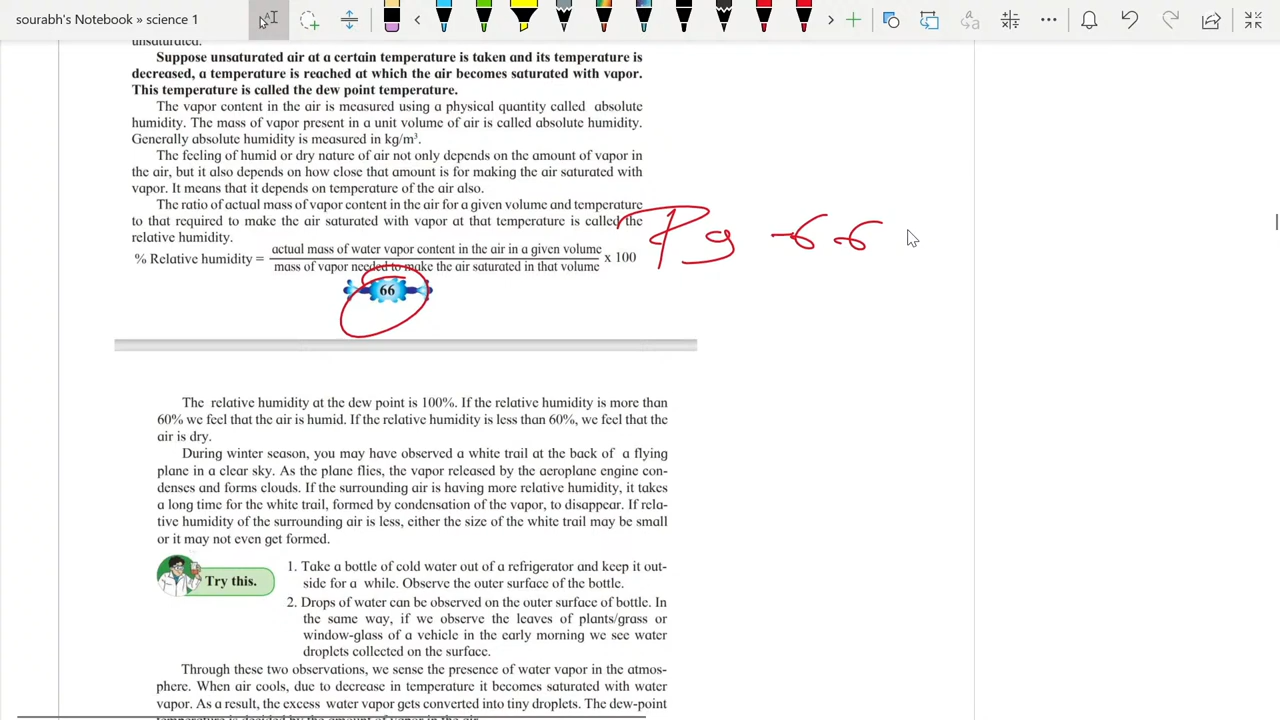 sourabh's Notebook » science 1
unsaturated.
Suppose unsaturated air at a certain temperature is taken and its temperature is
decreased, a temperature is reached at which the air becomes saturated with vapor.
This temperature is called the dew point temperature.
The vapor content in the air is measured using a physical quantity called absolute
humidity. The mass of vapor present in a unit volume of air is called absolute humidity.
Generally absolute humidity is measured in kg/m³.
The feeling of humid or dry nature of air not only depends on the amount of vapor in
the air, but it also depends on how close that amount is for making the air saturated with
vapor. It means that it depends on temperature of the air also.
The ratio of actual mass of vapor content in the air for a given volume and temperature
to that required to make the air saturated with vapor at that temperature is called the
relative humidity.
% Relative humidity = actual mass of water vapor content in the air in a given volume
mass of vapor needed to make the air saturated in that volume x 100
Pg - 66
66
The relative humidity at the dew point is 100%. If the relative humidity is more than
60% we feel that the air is humid. If the relative humidity is less than 60%, we feel that the
air is dry.
During winter season, you may have observed a white trail at the back of a flying
plane in a clear sky. As the plane flies, the vapor released by the aeroplane engine con-
denses and forms clouds. If the surrounding air is having more relative humidity, it takes
a long time for the white trail, formed by condensation of the vapor, to disappear. If rela-
tive humidity of the surrounding air is less, either the size of the white trail may be small
or it may not even get formed.
Try this.
1. Take a bottle of cold water out of a refrigerator and keep it out-
side for a while. Observe the outer surface of the bottle.
2. Drops of water can be observed on the outer surface of bottle. In
the same way, if we observe the leaves of plants/grass or
window-glass of a vehicle in the early morning we see water
droplets collected on the surface.
Through these two observations, we sense the presence of water vapor in the atmos-
phere. When air cools, due to decrease in temperature it becomes saturated with water
vapor. As a result, the excess water vapor gets converted into tiny droplets. The dew-point
temperature is decided by the amount of vapor in the air.